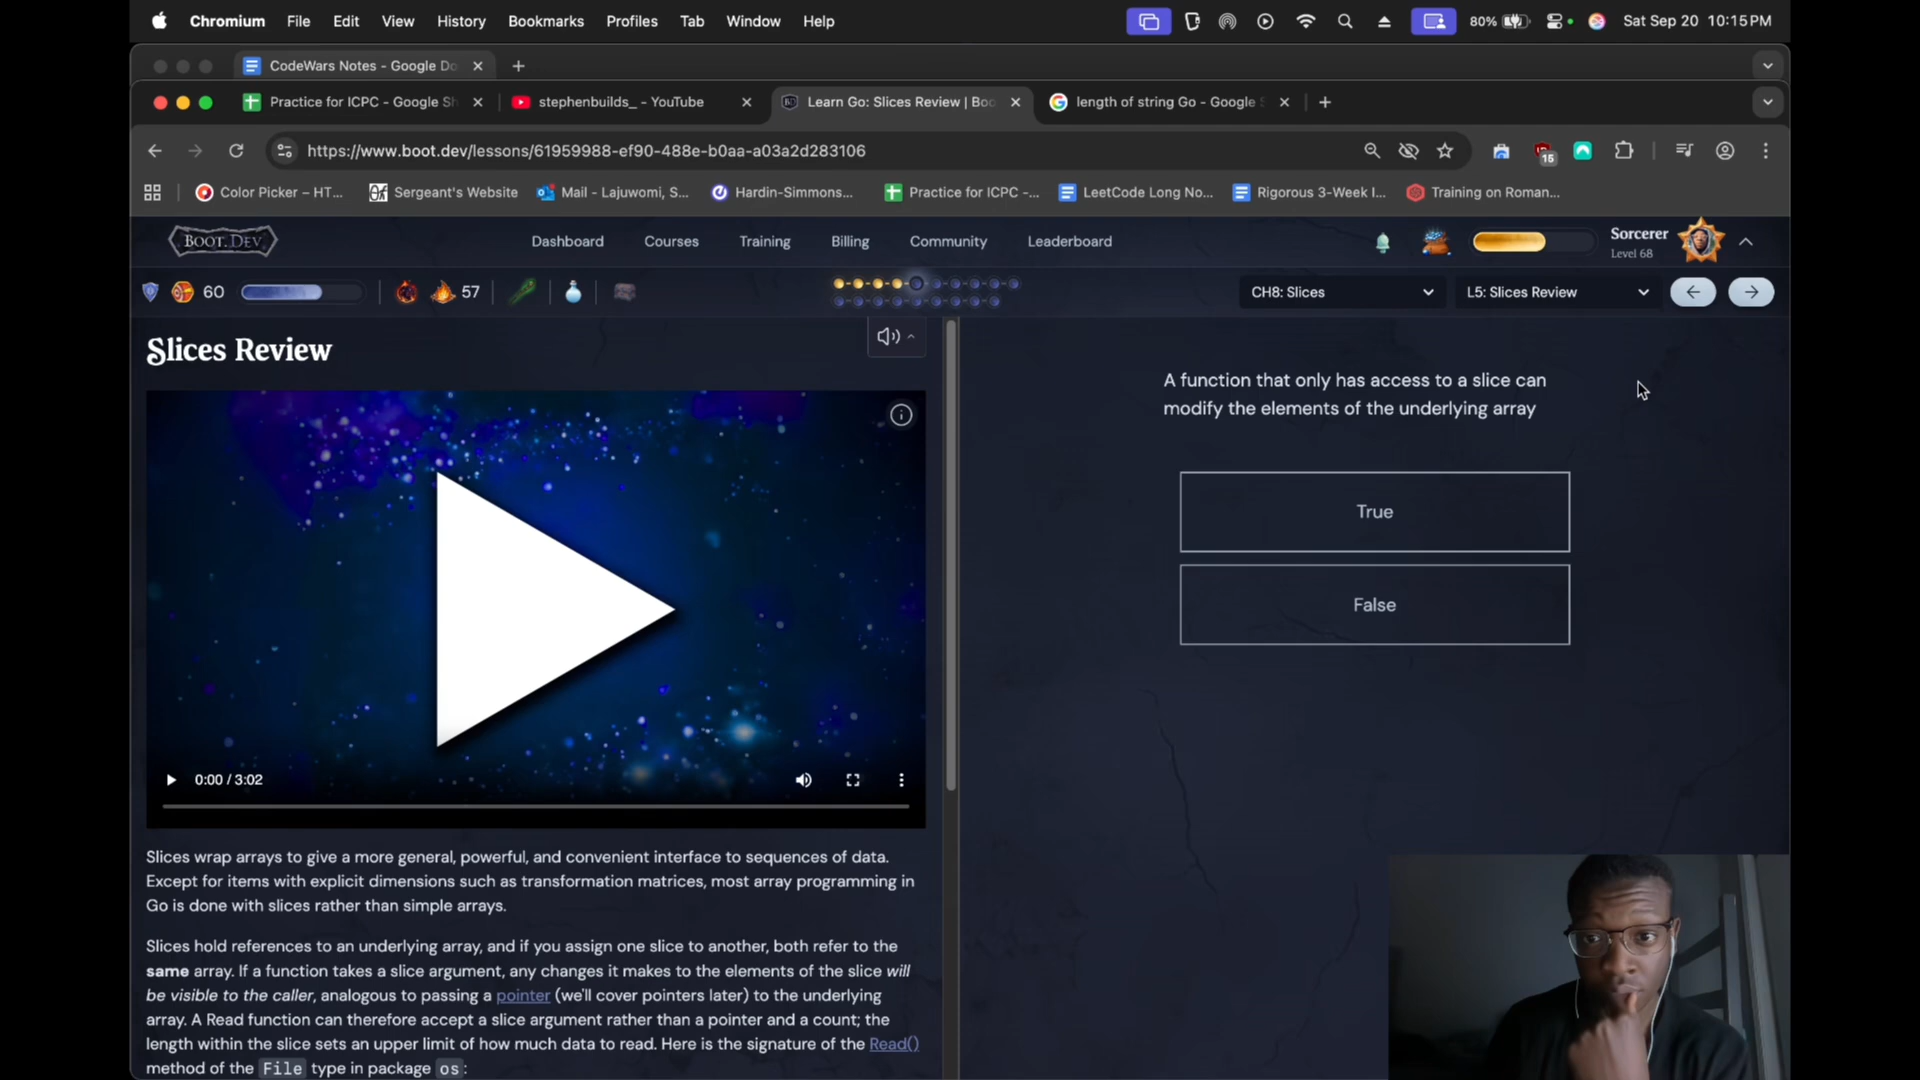 Chromium File Edit View History Bookmarks Profiles Tab Window Help 80% Sat Sep 20 10:15 PM
CodeWars Notes - Google Do
Practice for ICPC - Google Sh
stephenbuilds_ - YouTube
Learn Go: Slices Review | Boo
length of string Go - Google S
https://www.boot.dev/lessons/61959988-ef90-488e-b0aa-a03a2d283106
15
Color Picker – HT...
Sergeant's Website
Mail - Lajuwomi, S...
Hardin-Simmons...
Practice for ICPC -...
LeetCode Long No...
Rigorous 3-Week I...
Training on Roman...
BOOT.DEV
Dashboard Courses Training Billing Community Leaderboard
Sorcerer
Level 68
60
57
CH8: Slices
L5: Slices Review
Slices Review
0:00 / 3:02
Slices wrap arrays to give a more general, powerful, and convenient interface to sequences of data.
Except for items with explicit dimensions such as transformation matrices, most array programming in
Go is done with slices rather than simple arrays.
Slices hold references to an underlying array, and if you assign one slice to another, both refer to the
same array. If a function takes a slice argument, any changes it makes to the elements of the slice will
be visible to the caller, analogous to passing a pointer (we'll cover pointers later) to the underlying
array. A Read function can therefore accept a slice argument rather than a pointer and a count; the
length within the slice sets an upper limit of how much data to read. Here is the signature of the Read()
method of the File type in package os:
A function that only has access to a slice can
modify the elements of the underlying array
True
False